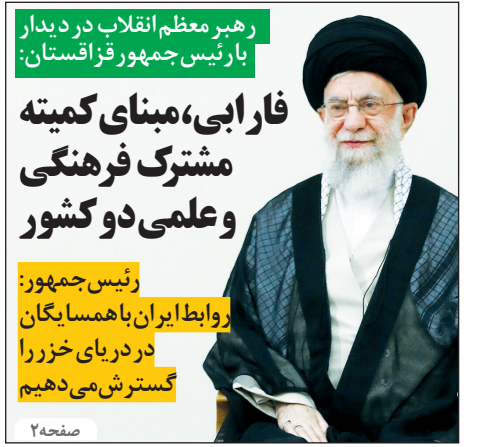 رهبر معظم انقلاب در دیدار
با رئیس‌جمهور قزاقستان:
فارابی، مبنای کمیته
مشترک فرهنگی
و علمی دو کشور
رئیس‌جمهور:
روابط ایران با همسایگان
در دریای خزر را
گسترش می‌دهیم
صفحه۲